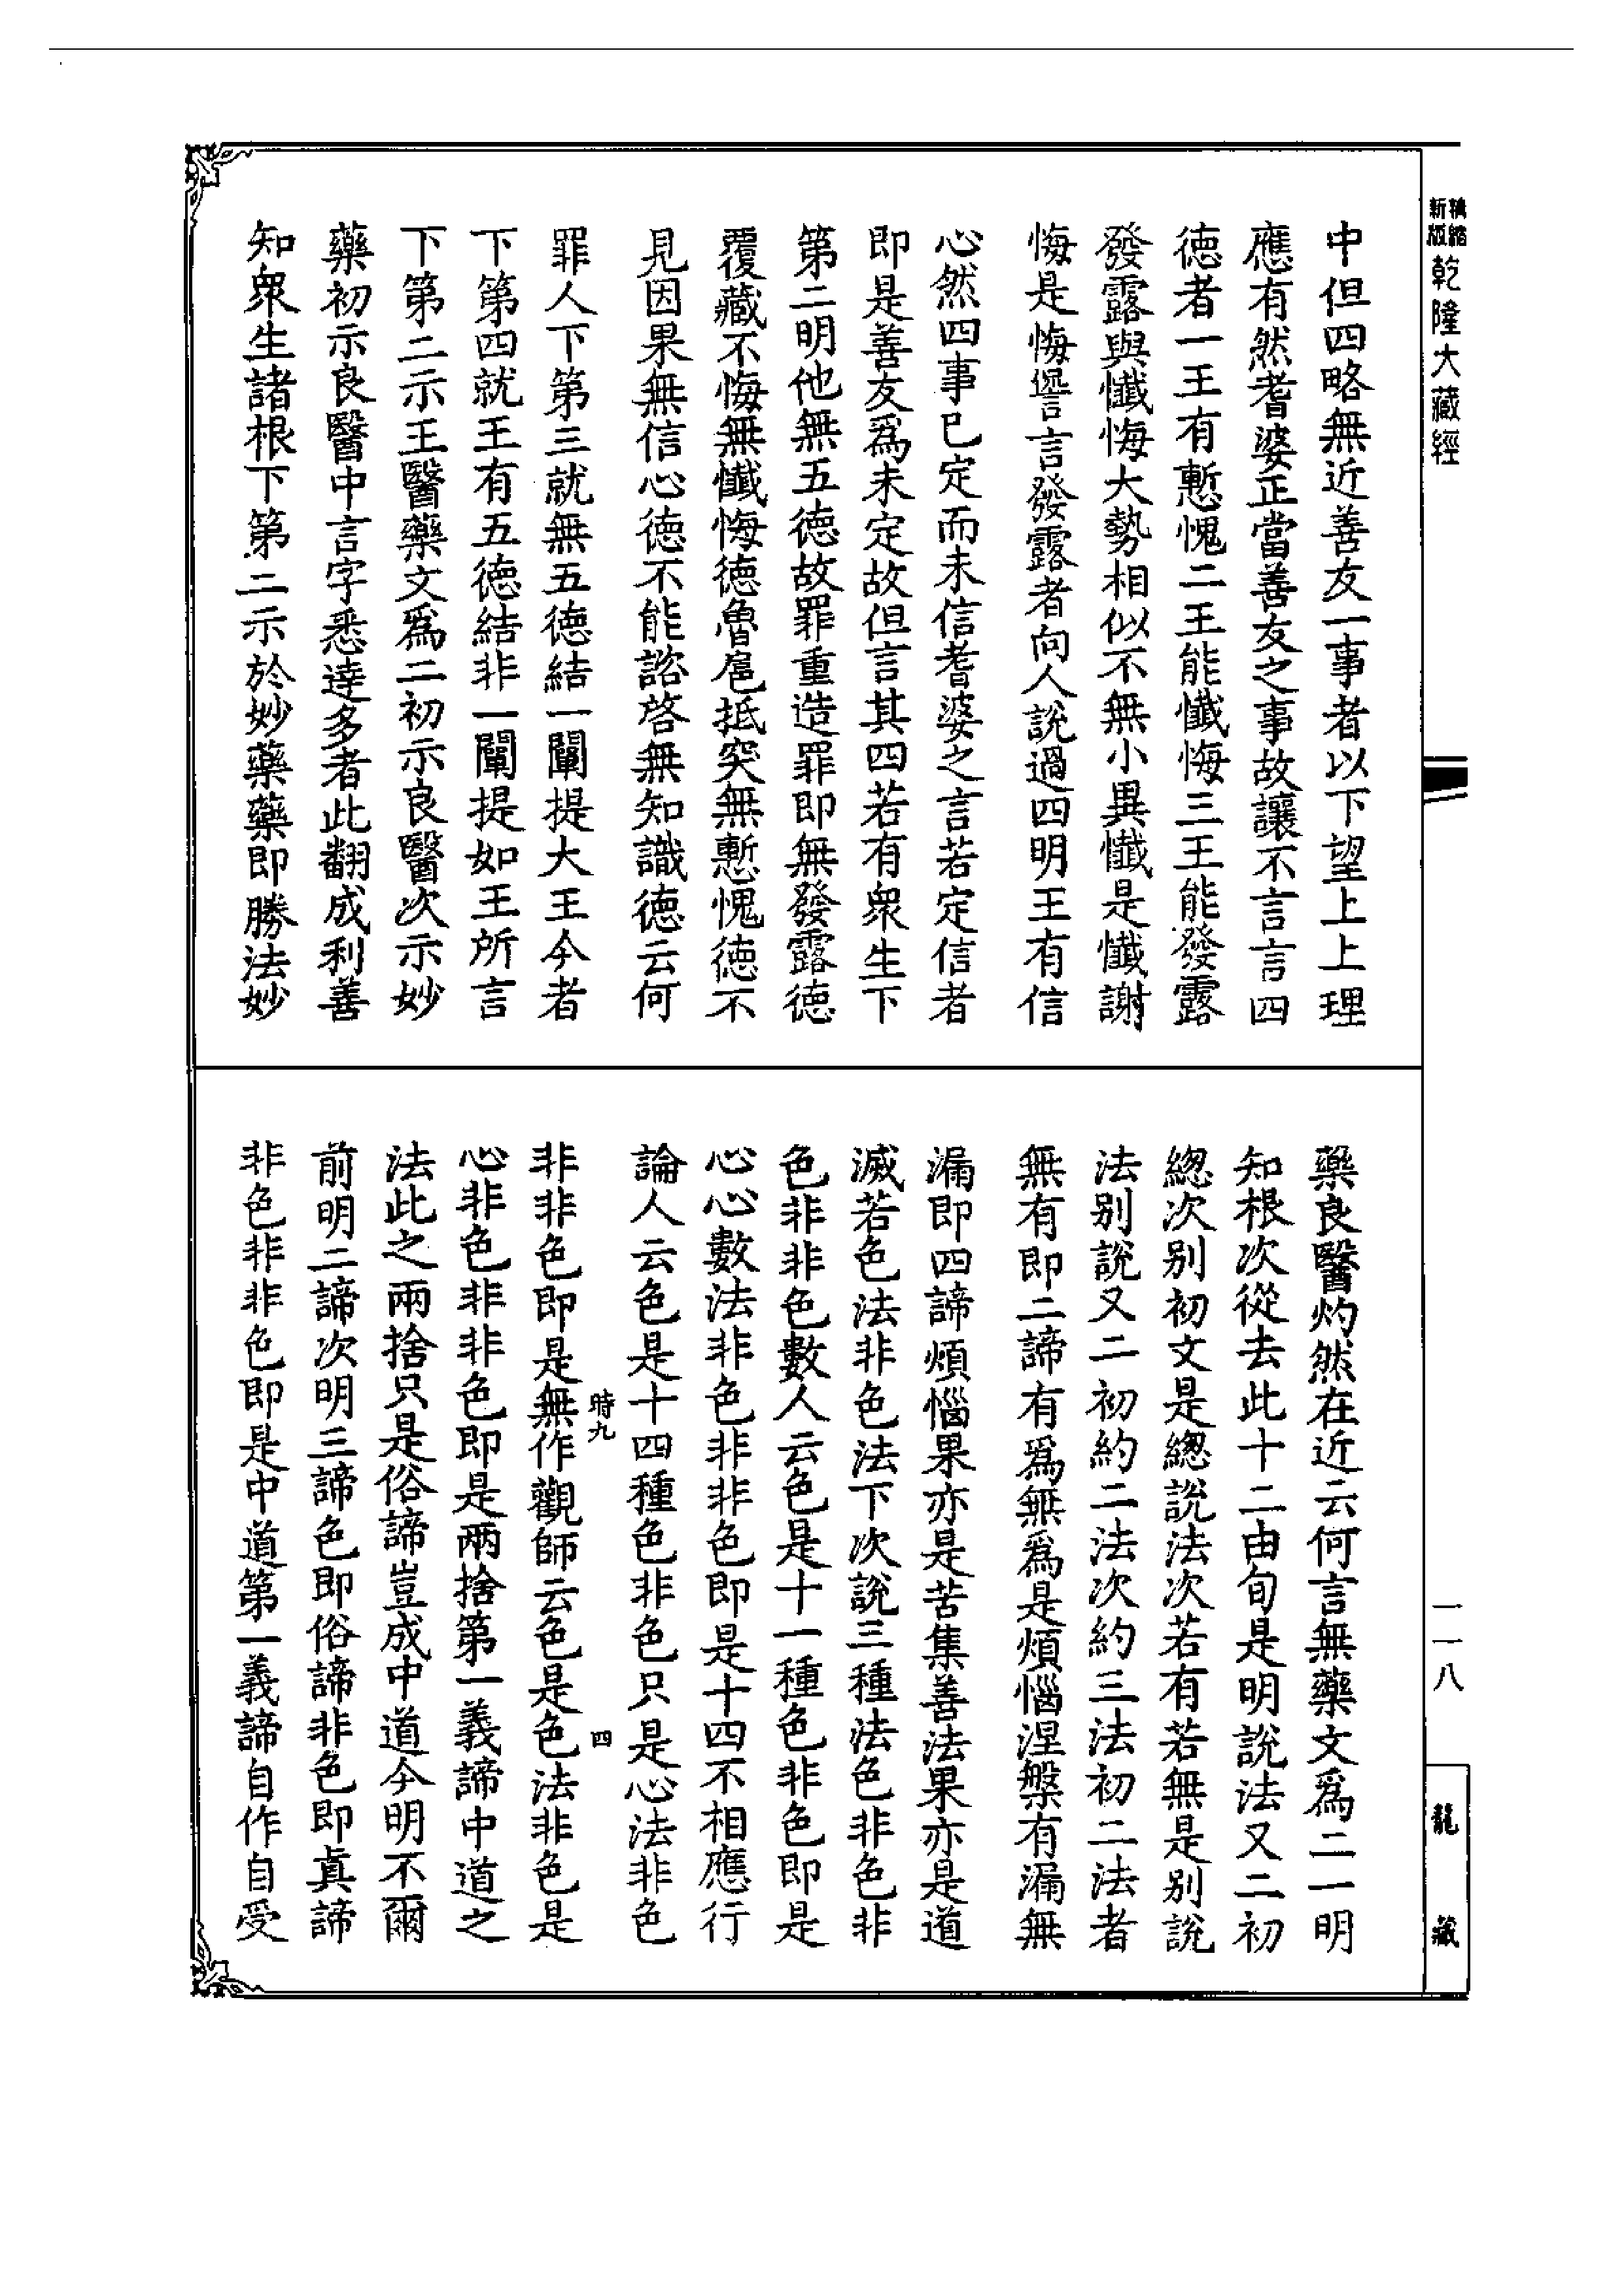 新版精縮乾隆大藏經
中但四略無近善友一事者以下望上上理
應有然耆婆正當善友之事故讓不言言四
德者一王有慙愧二王能懺悔三王能發露
發露與懺悔大勢相似不無小異懺是懺謝
悔是悔𠎝言發露者向人說過四明王有信
心然四事已定而未信耆婆之言若定信者
即是善友爲未定故但言其四若有衆生下
第二明他無五德故罪重造罪即無發露德
覆藏不悔無懺悔德魯扈抵突無慙愧德不
見因果無信心德不能諮啓無知識德云何
罪人下第三就無五德結一闡提大王今者
下第四就王有五德結非一闡提如王所言
下第二示王醫藥文爲二初示良醫次示妙
藥初示良醫中言字悉達多者此翻成利善
知衆生諸根下第二示於妙藥藥即勝法妙
藥良醫灼然在近云何言無藥文爲二一明
知根次從去此十二由旬是明說法又二初
總次別初文是總說法次若有若無是別說
法別說又二初約二法次約三法初二法者
無有即二諦有爲無爲是煩惱涅槃有漏無
漏即四諦煩惱果亦是苦集善法果亦是道
滅若色法非色法下次說三種法色非色非
色非非色數人云色是十一種色非色即是
心心數法非色非非色即是十四不相應行
論人云色是十四種色非色只是心法非色
非非色即是無作觀師云色是色法非色是
心非色非非色即是兩捨第一義諦中道之
法此之兩捨只是俗諦豈成中道今明不爾
前明二諦次明三諦色即俗諦非色即真諦
非色非非色即是中道第一義諦自作自受
時九
四
一一八
龍藏